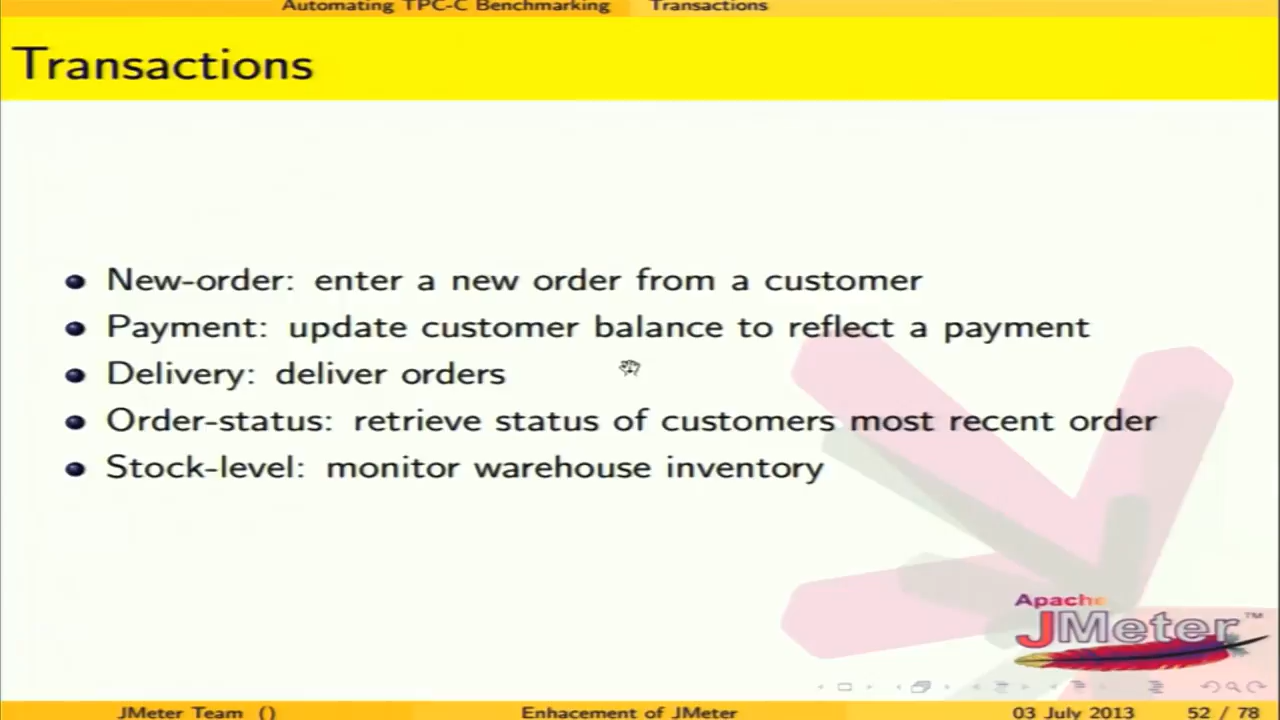 Automating TPC-C Benchmarking Transactions
Transactions
New-order: enter a new order from a customer
Payment: update customer balance to reflect a payment
Delivery: deliver orders
Order-status: retrieve status of customers most recent order
Stock-level: monitor warehouse inventory
Apache
JMeter™
JMeter Team () Enhacement of JMeter 03 July 2013 52 / 78